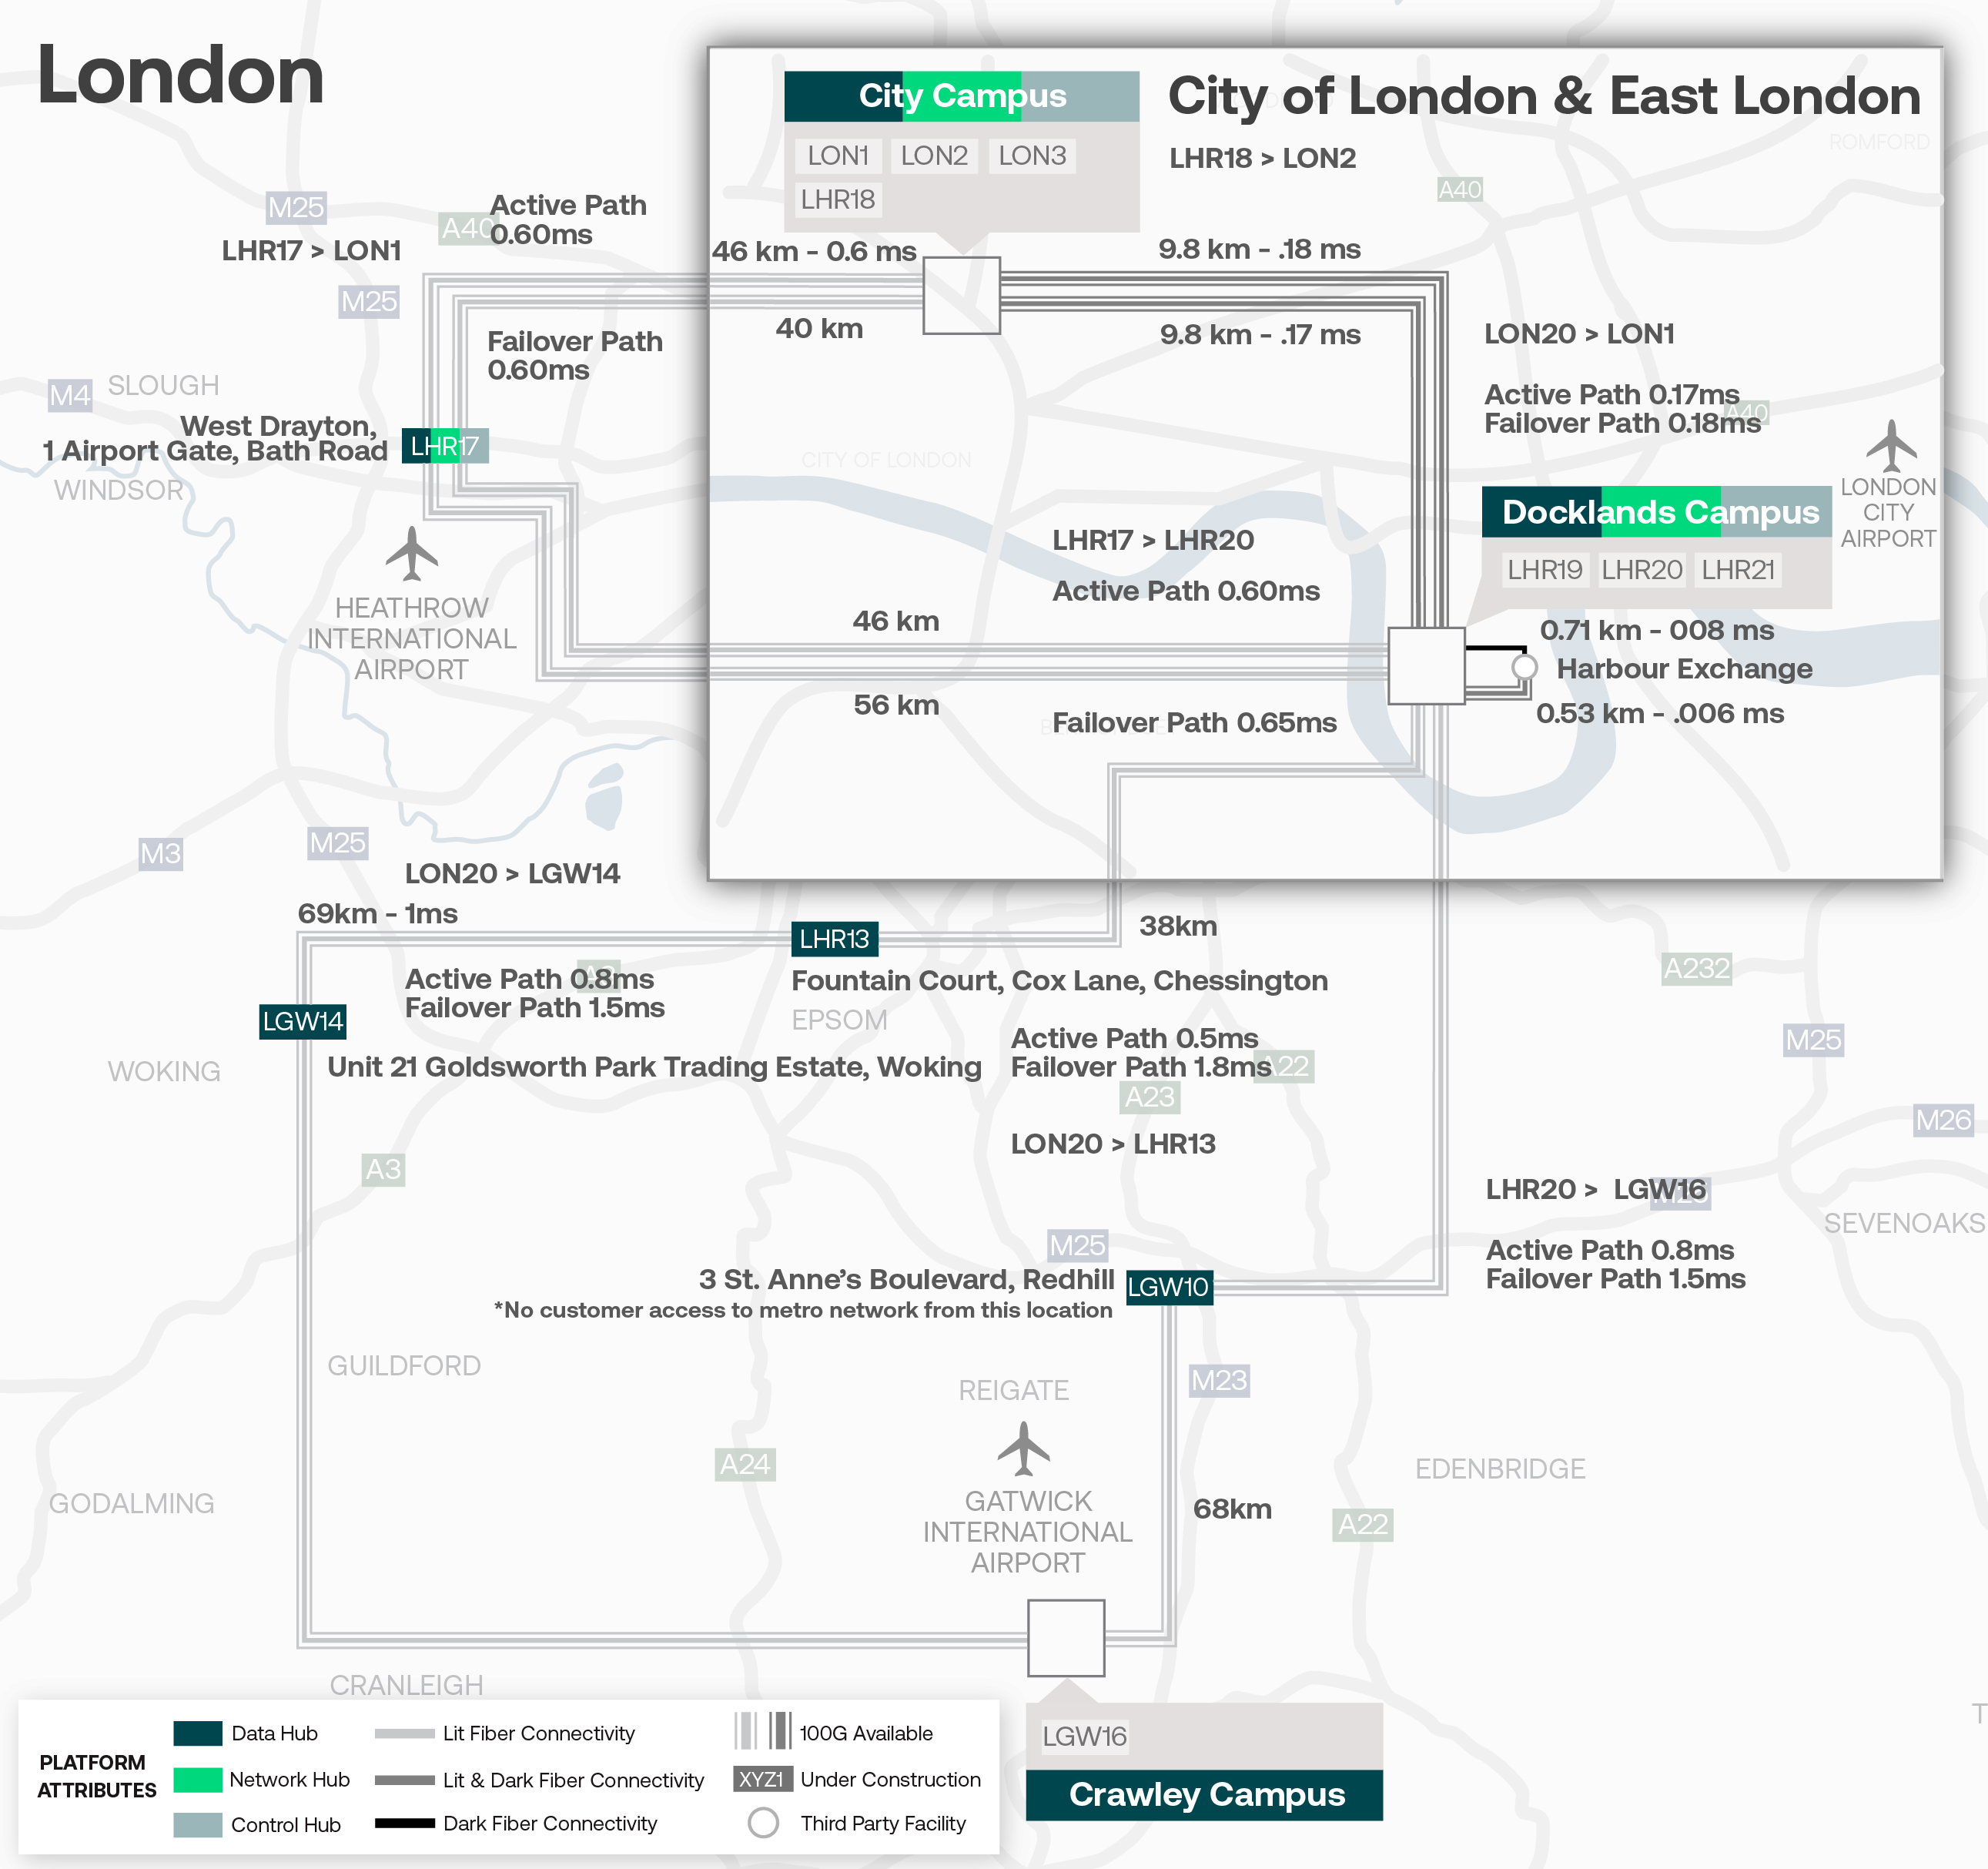 London
City of London & East London
City Campus
LON1
LON2
LON3
LHR18
LHR18 > LON2
ROMFORD
A40
M25
A40
Active Path
0.60ms
LHR17 > LON1
46 km - 0.6 ms
9.8 km - .18 ms
M25
40 km
9.8 km - .17 ms
Failover Path
0.60ms
LON20 > LON1
Active Path 0.17ms
Failover Path 0.18ms
A40
M4
SLOUGH
West Drayton,
1 Airport Gate, Bath Road
LHR17
WINDSOR
CITY OF LONDON
LONDON
CITY
AIRPORT
Docklands Campus
LHR19
LHR20
LHR21
LHR17 > LHR20
Active Path 0.60ms
HEATHROW
INTERNATIONAL
AIRPORT
46 km
56 km
Failover Path 0.65ms
0.71 km - 008 ms
Harbour Exchange
0.53 km - .006 ms
M3
M25
LON20 > LGW14
69km - 1ms
LHR13
38km
Active Path 0.8ms
Failover Path 1.5ms
Fountain Court, Cox Lane, Chessington
EPSOM
A232
LGW14
WOKING
Unit 21 Goldsworth Park Trading Estate, Woking
Active Path 0.5ms
Failover Path 1.8ms
A22
A23
M25
M26
LON20 > LHR13
A3
LHR20 > LGW16
SEVENOAKS
Active Path 0.8ms
Failover Path 1.5ms
M25
3 St. Anne's Boulevard, Redhill
LGW10
*No customer access to metro network from this location
GUILDFORD
REIGATE
M23
A24
EDENBRIDGE
GODALMING
GATWICK
INTERNATIONAL
AIRPORT
68km
A22
CRANLEIGH
LGW16
Crawley Campus
T
PLATFORM
ATTRIBUTES
Data Hub
Network Hub
Control Hub
Lit Fiber Connectivity
Lit & Dark Fiber Connectivity
Dark Fiber Connectivity
100G Available
XYZ1
Under Construction
Third Party Facility